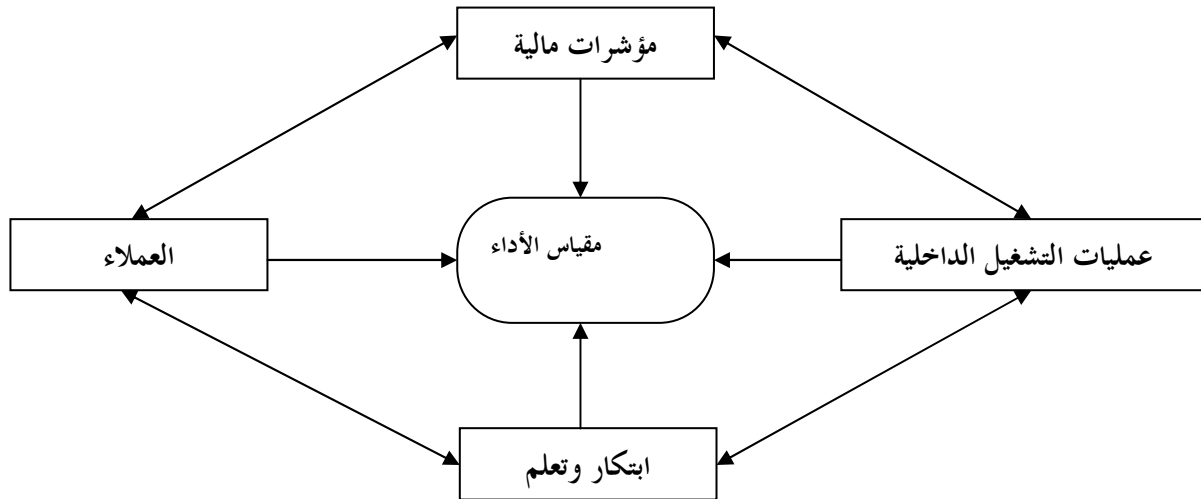 مؤشرات مالية
مقياس الأداء
عمليات التشغيل الداخلية
العملاء
ابتكار وتعلم